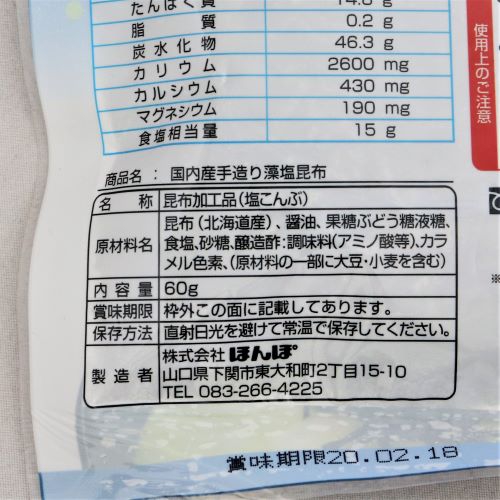 たんぱく質 14.8 g
脂質 0.2 g
炭水化物 46.3 g
カリウム 2600 mg
カルシウム 430 mg
マグネシウム 190 mg
食塩相当量 15 g
使用上のご注意
商品名: 国内産手造り藻塩昆布
名称 昆布加工品(塩こんぶ)
原材料名 昆布(北海道産)、醤油、果糖ぶどう糖液糖、
食塩、砂糖、醸造酢:調味料(アミノ酸等)、カラ
メル色素、(原材料の一部に大豆・小麦を含む)
内容量 60g
賞味期限 枠外この面に記載してあります。
保存方法 直射日光を避けて常温で保存してください。
製造者 株式会社 ほんぽ
山口県下関市東大和町2丁目15-10
TEL 083-266-4225
賞味期限20.02.18